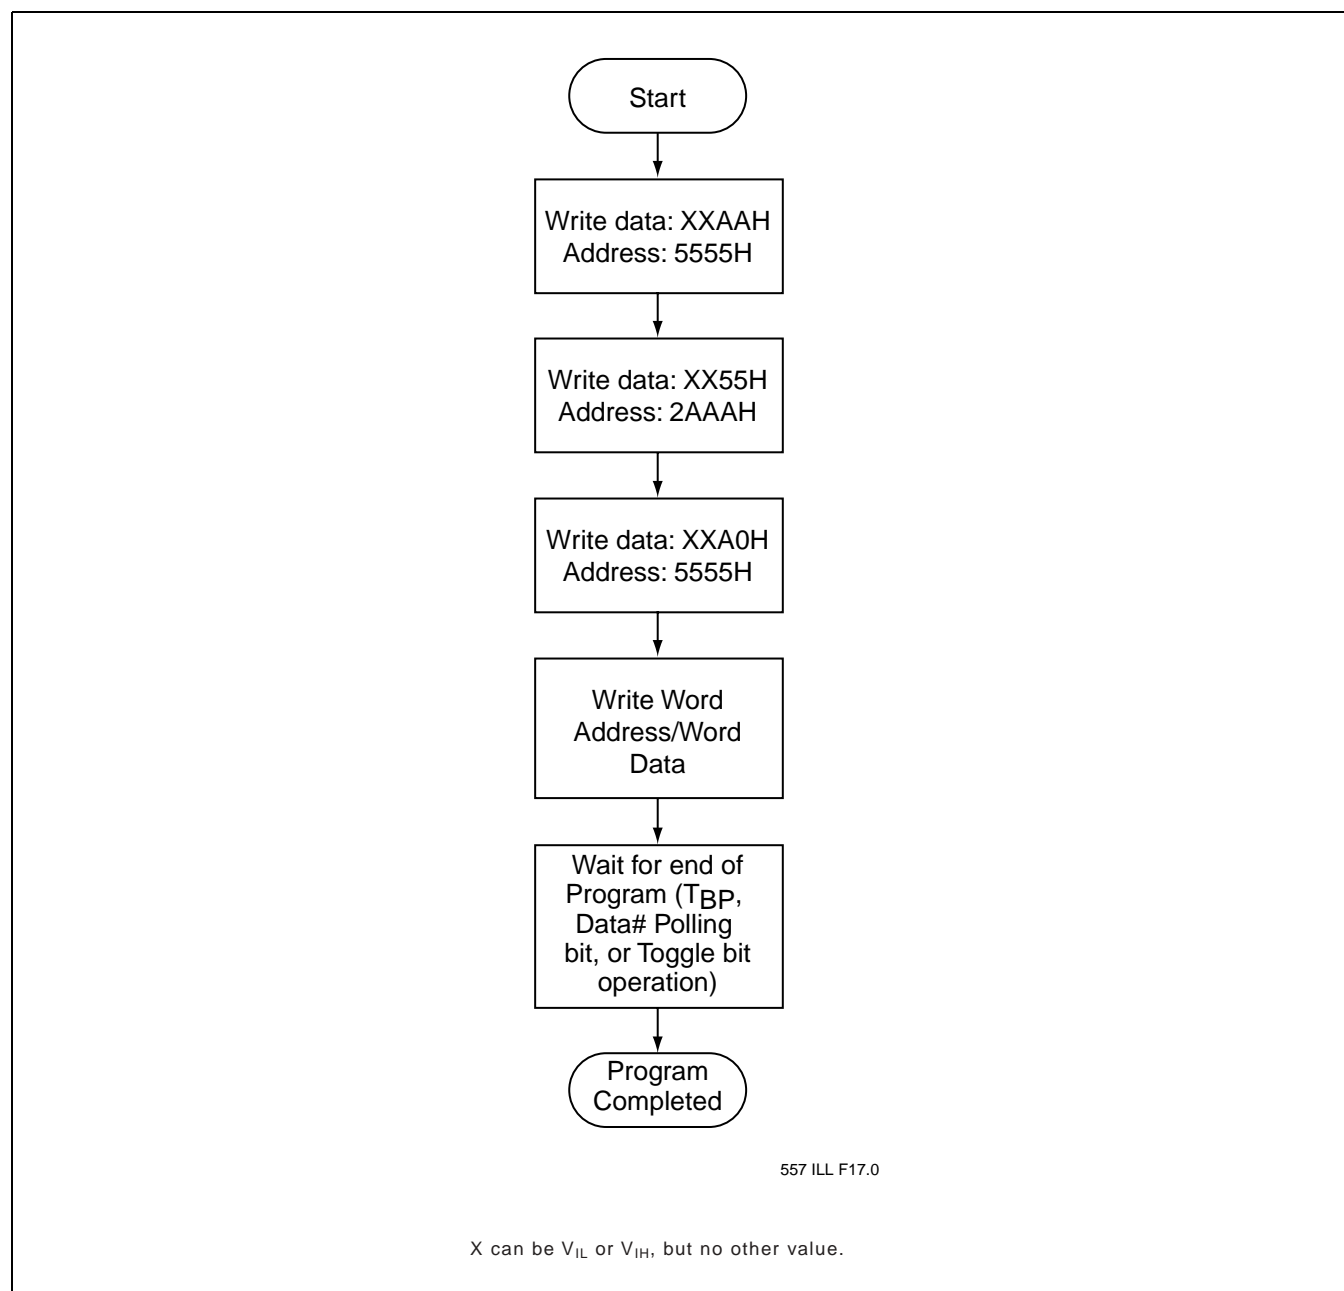 Start
Write data: XXAAH
Address: 5555H
Write data: XX55H
Address: 2AAAH
Write data: XXA0H
Address: 5555H
Write Word
Address/Word
Data
Wait for end of
Program (TBP,
Data# Polling
bit, or Toggle bit
operation)
Program
Completed
557 ILL F17.0
X can be VIL or VIH, but no other value.